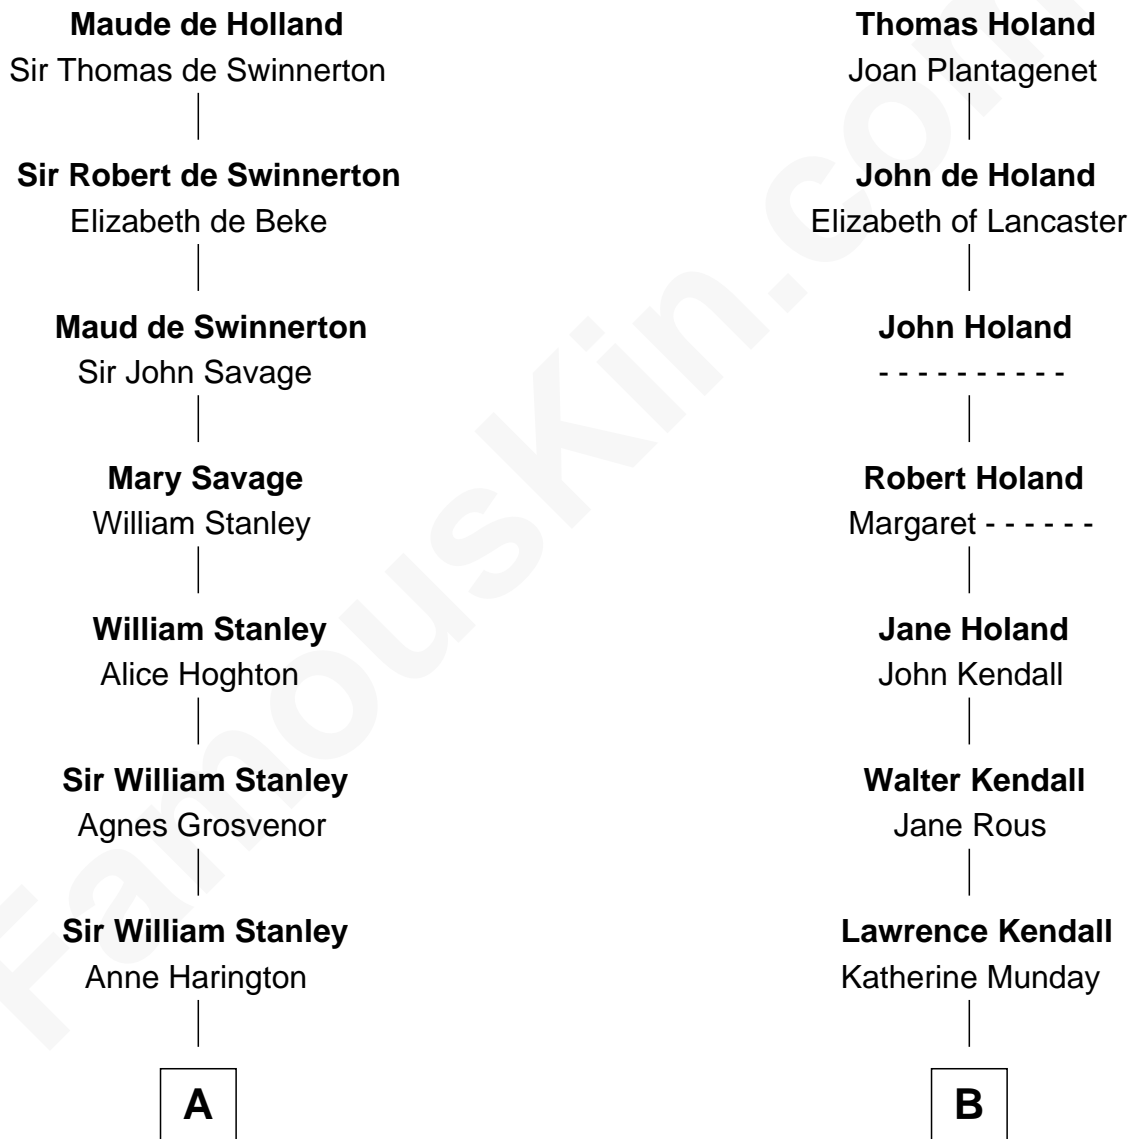 Maude de Holland
Sir Thomas de Swinnerton
Sir Robert de Swinnerton
Elizabeth de Beke
Maud de Swinnerton
Sir John Savage
Mary Savage
William Stanley
William Stanley
Alice Hoghton
Sir William Stanley
Agnes Grosvenor
Sir William Stanley
Anne Harington
A
Thomas Holand
Joan Plantagenet
John de Holand
Elizabeth of Lancaster
John Holand
- - - - - - - - - -
Robert Holand
Margaret - - - - - -
Jane Holand
John Kendall
Walter Kendall
Jane Rous
Lawrence Kendall
Katherine Munday
B
FamousKin.com